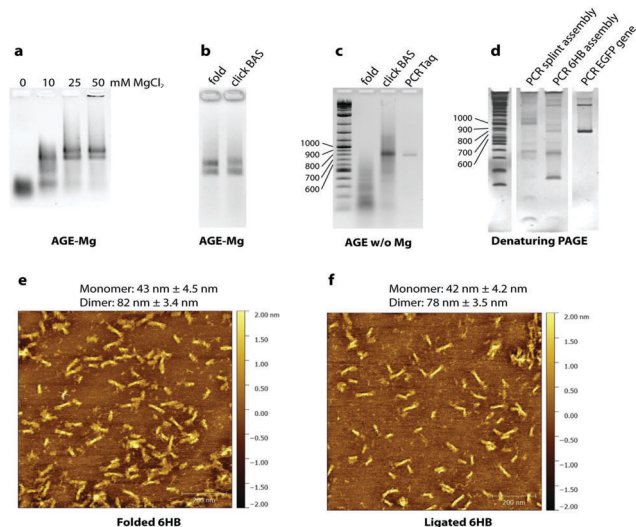 a
0 10 25 50 mM MgCl₂
AGE-Mg
b
fold
click BAS
AGE-Mg
c
fold
click BAS
PCR Taq
1000
900
800
700
600
AGE w/o Mg
d
PCR splint assembly
PCR 6HB assembly
PCR EGFP gene
1000
900
800
700
600
Denaturing PAGE
e
Monomer: 43 nm ± 4.5 nm
Dimer: 82 nm ± 3.4 nm
2.00 nm
1.50
1.00
0.50
0.00
−0.50
−1.00
−1.50
−2.00
200 nm
Folded 6HB
f
Monomer: 42 nm ± 4.2 nm
Dimer: 78 nm ± 3.5 nm
2.00 nm
1.50
1.00
0.50
0.00
−0.50
−1.00
−1.50
−2.00
200 nm
Ligated 6HB